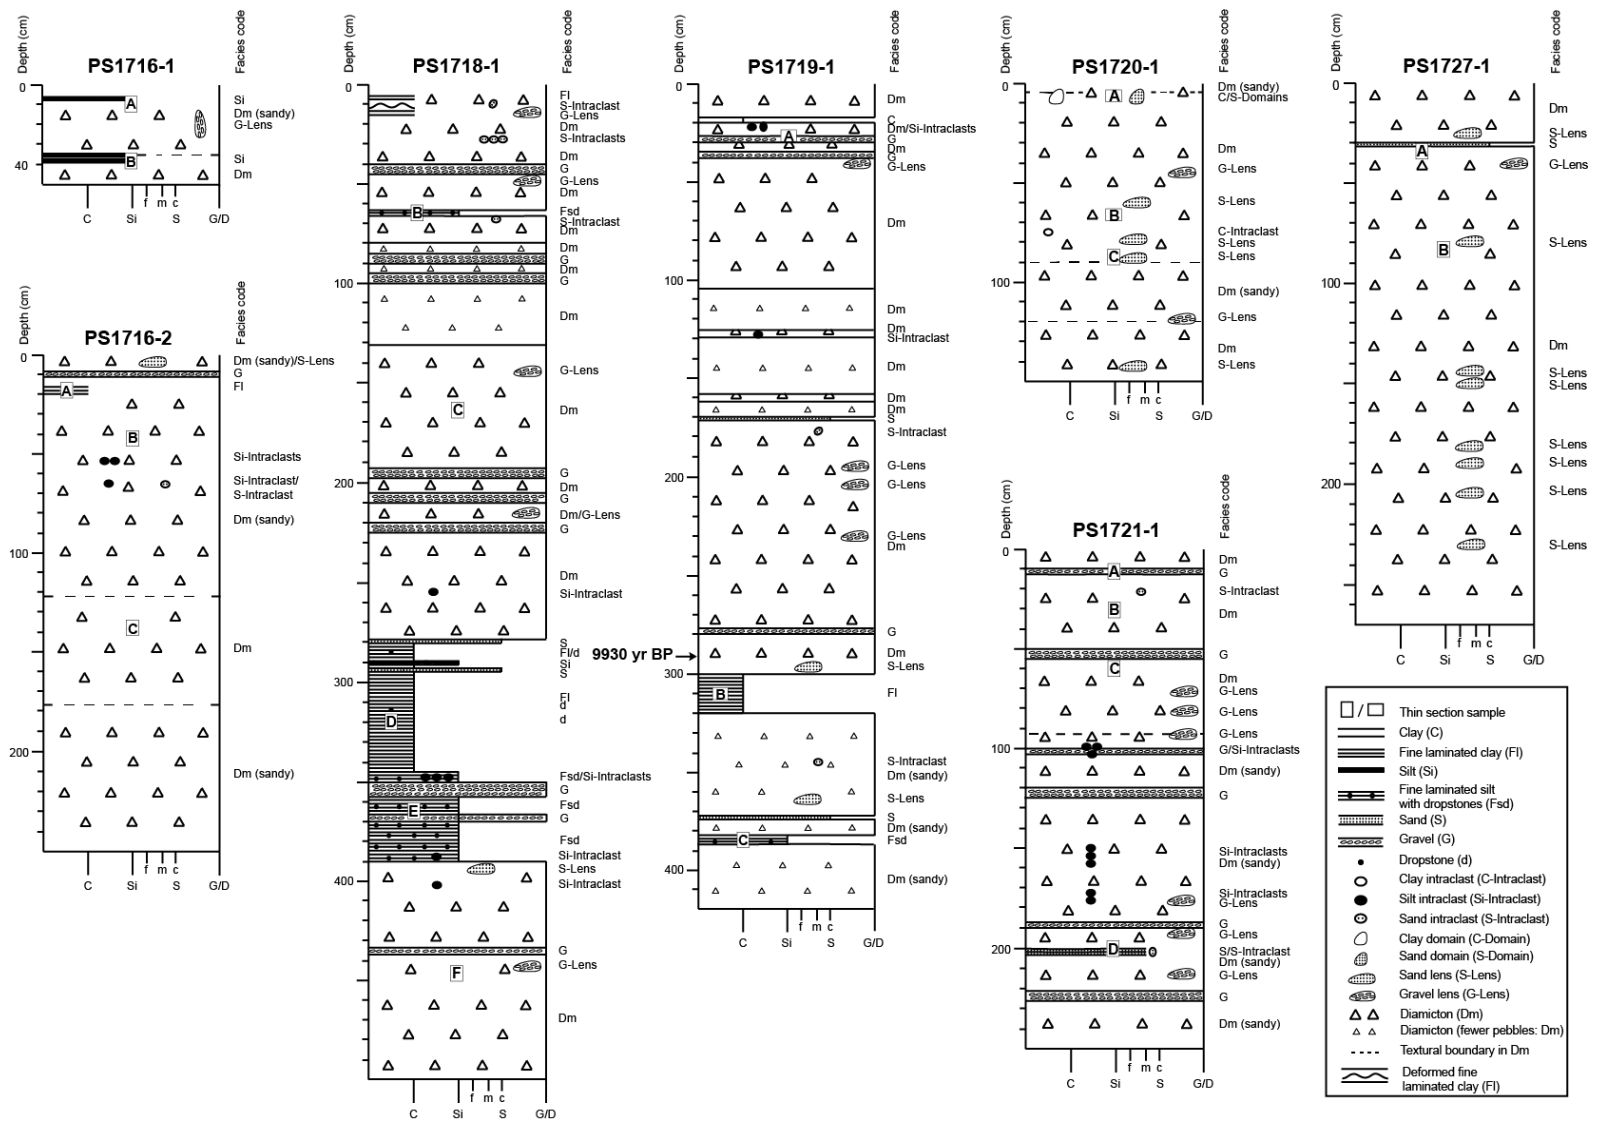 Depth (cm)
PS1716-1
Facies code
0
40
A
B
Si
Dm (sandy)
G-Lens
Si
Dm
C
Si
f
m
c
S
G/D
Depth (cm)
PS1716-2
Facies code
0
100
200
A
B
C
Dm (sandy)/S-Lens
G
Fl
Si-Intraclasts
Si-Intraclast/
S-Intraclast
Dm (sandy)
Dm
Dm (sandy)
C
Si
f
m
c
S
G/D
Depth (cm)
PS1718-1
Facies code
0
100
200
300
400
B
C
D
E
F
Fl
S-Intraclast
G-Lens
Dm
S-Intraclasts
Dm
G
G-Lens
Dm
Fsd
S-Intraclast
Dm
Dm
G
Dm
G
Dm
G-Lens
Dm
G
Dm
G
Dm/G-Lens
G
Dm
Si-Intraclast
S
Fl/d
Si
S
Fl
d
d
Fsd/Si-Intraclasts
G
Fsd
G
Fsd
Si-Intraclast
S-Lens
Si-Intraclast
G
G-Lens
Dm
C
Si
f
m
c
S
G/D
Depth (cm)
PS1719-1
Facies code
0
100
200
9930 yr BP
300
400
A
B
C
Dm
C
Dm/Si-Intraclasts
G
Dm
G
G-Lens
Dm
Dm
Dm
Si-Intraclast
Dm
Dm
Dm
S
S-Intraclast
G-Lens
G-Lens
G-Lens
Dm
Dm
G
Dm
S-Lens
Fl
S-Intraclast
Dm (sandy)
S-Lens
S
Dm (sandy)
Fsd
Dm (sandy)
C
Si
f
m
c
S
G/D
Depth (cm)
PS1720-1
Facies code
0
100
A
B
C
Dm (sandy)
C/S-Domains
Dm
G-Lens
S-Lens
C-Intraclast
S-Lens
S-Lens
Dm (sandy)
G-Lens
Dm
S-Lens
C
Si
f
m
c
S
G/D
Depth (cm)
PS1721-1
Facies code
0
100
200
A
B
C
D
Dm
G
S-Intraclast
Dm
G
Dm
G-Lens
G-Lens
G-Lens
G/Si-Intraclasts
Dm (sandy)
G
Si-Intraclasts
Dm (sandy)
Si-Intraclasts
G-Lens
G
G-Lens
S/S-Intraclast
Dm (sandy)
G-Lens
G
Dm (sandy)
C
Si
f
m
c
S
G/D
Depth (cm)
PS1727-1
Facies code
0
100
200
A
B
Dm
S-Lens
S
G-Lens
S-Lens
Dm
S-Lens
S-Lens
S-Lens
S-Lens
S-Lens
S-Lens
C
Si
f
m
c
S
G/D
/ Thin section sample
Clay (C)
Fine laminated clay (Fl)
Silt (Si)
Fine laminated silt
with dropstones (Fsd)
Sand (S)
Gravel (G)
Dropstone (d)
Clay intraclast (C-Intraclast)
Silt intraclast (Si-Intraclast)
Sand intraclast (S-Intraclast)
Clay domain (C-Domain)
Sand domain (S-Domain)
Sand lens (S-Lens)
Gravel lens (G-Lens)
Diamicton (Dm)
Diamicton (fewer pebbles: Dm)
Textural boundary in Dm
Deformed fine
laminated clay (Fl)